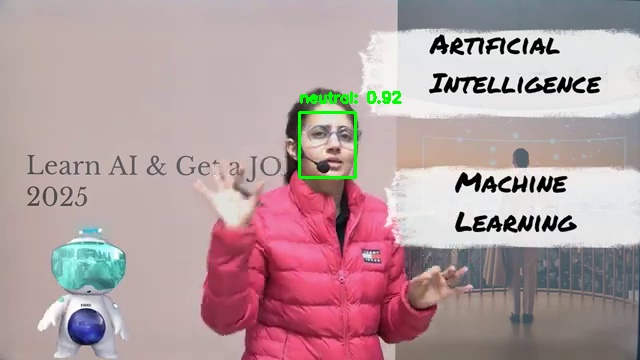 neutral: 0.92
ARTIFICIAL
INTELLIGENCE
Learn AI & Get a JO
2025
MACHINE
LEARNING